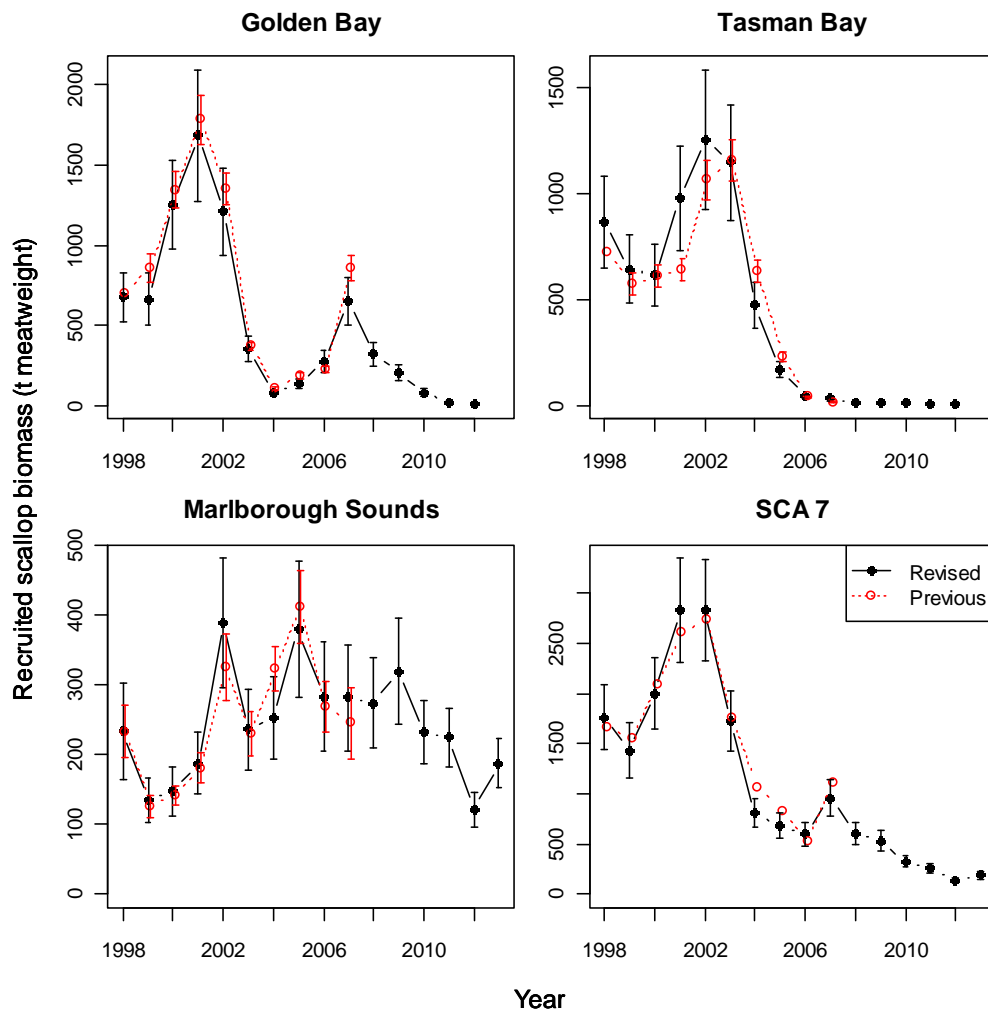 Golden Bay
Tasman Bay
2000
1500
1000
500
0
1500
1000
500
0
1998 2002 2006 2010
1998 2002 2006 2010
Recruited scallop biomass (t meatweight)
Marlborough Sounds
SCA 7
500
400
300
200
100
0
2500
1500
500
0
Revised
Previous
1998 2002 2006 2010
1998 2002 2006 2010
Year